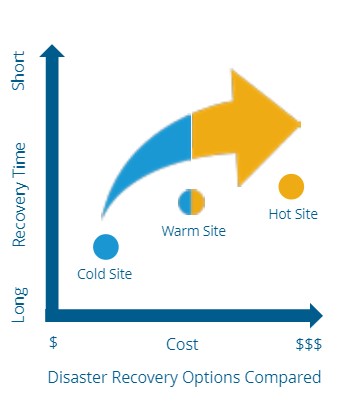 Short
Recovery Time
Long
Hot Site
Warm Site
Cold Site
$
Cost
$$$
Disaster Recovery Options Compared